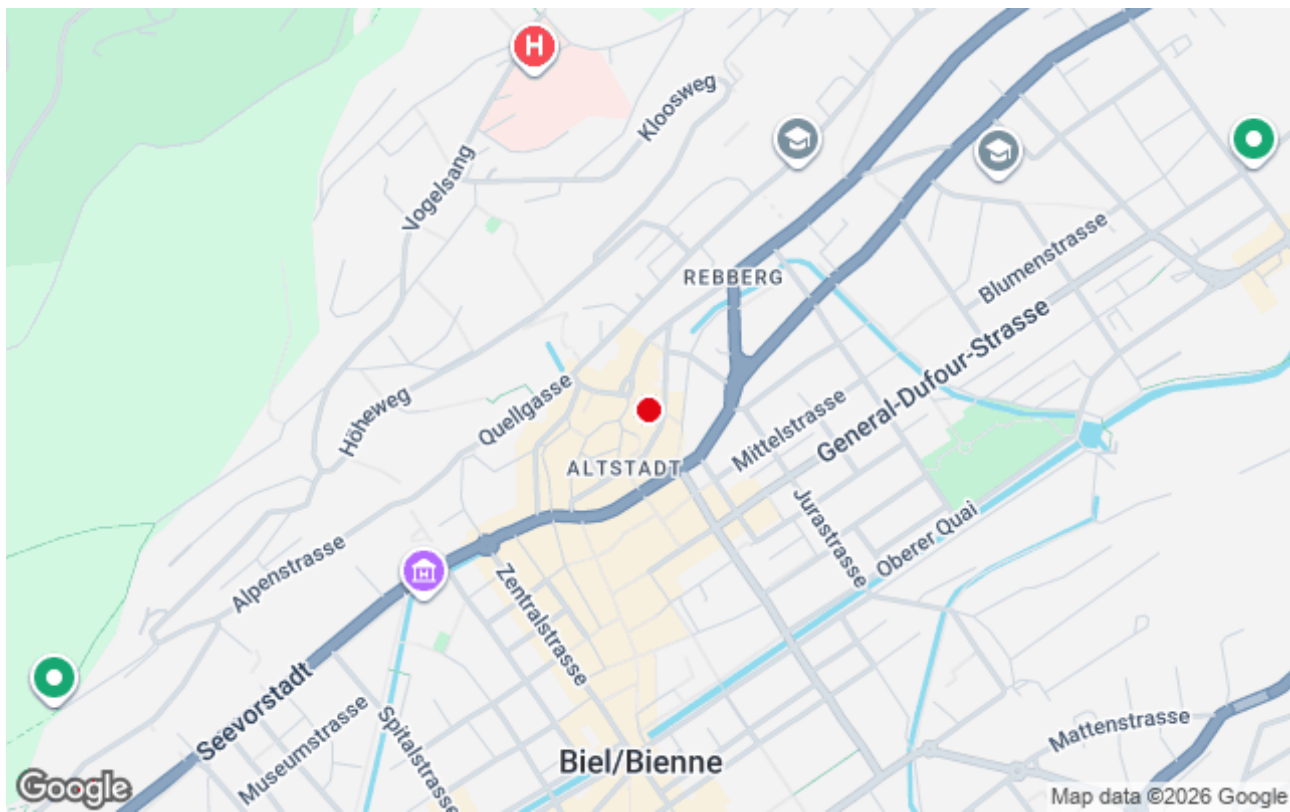 H
Kloosweg
Vogelsang
REBBERG
Blumenstrasse
General-Dufour-Strasse
Höheweg
Quellgasse
Mittelstrasse
ALTSTADT
Jurastrasse
Oberer Quai
Alpenstrasse
H
Zentralstrasse
Seevorstadt
Museumstrasse
Spitalstrasse
Mattenstrasse
Biel/Bienne
Google
Map data ©2026 Google